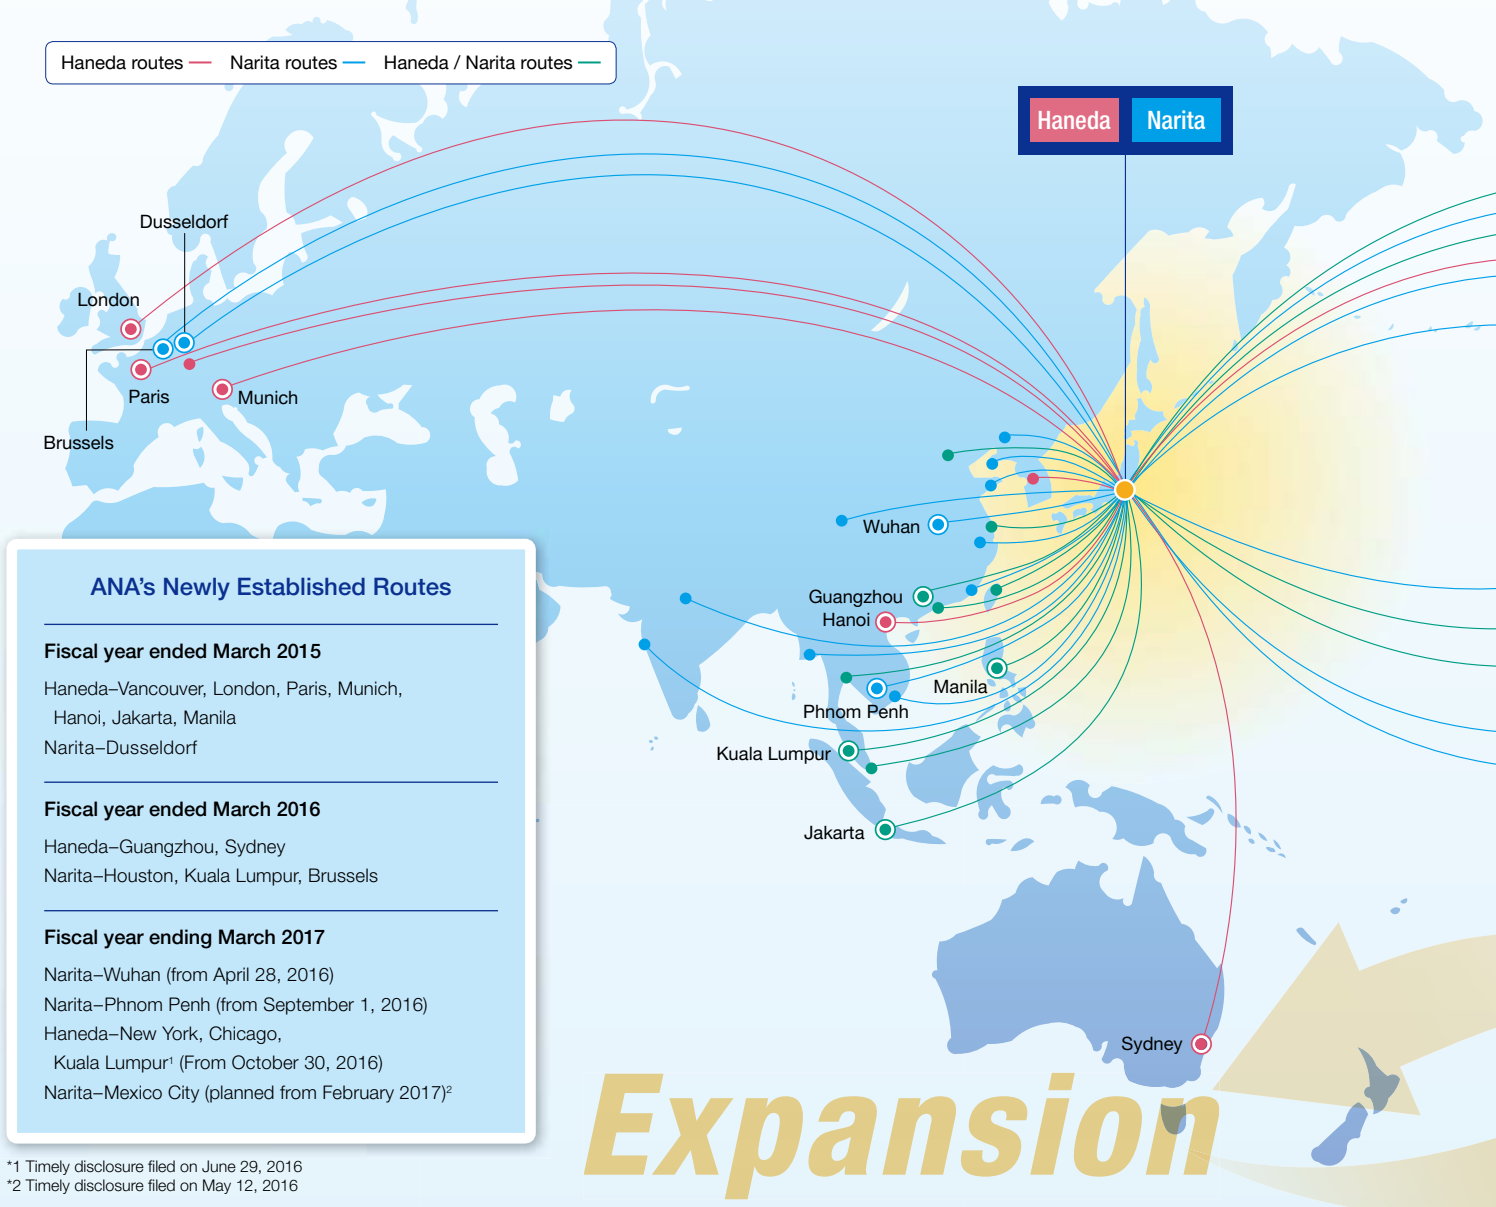 Haneda routes
Narita routes
Haneda / Narita routes
Haneda
Narita
Dusseldorf
London
Paris
Munich
Brussels
Wuhan
Guangzhou
Hanoi
Manila
Phnom Penh
Kuala Lumpur
Jakarta
Sydney
ANA's Newly Established Routes
Fiscal year ended March 2015
Haneda–Vancouver, London, Paris, Munich,
Hanoi, Jakarta, Manila
Narita–Dusseldorf
Fiscal year ended March 2016
Haneda–Guangzhou, Sydney
Narita–Houston, Kuala Lumpur, Brussels
Fiscal year ending March 2017
Narita–Wuhan (from April 28, 2016)
Narita–Phnom Penh (from September 1, 2016)
Haneda–New York, Chicago,
Kuala Lumpur¹ (From October 30, 2016)
Narita–Mexico City (planned from February 2017)²
Expansion
*1 Timely disclosure filed on June 29, 2016
*2 Timely disclosure filed on May 12, 2016